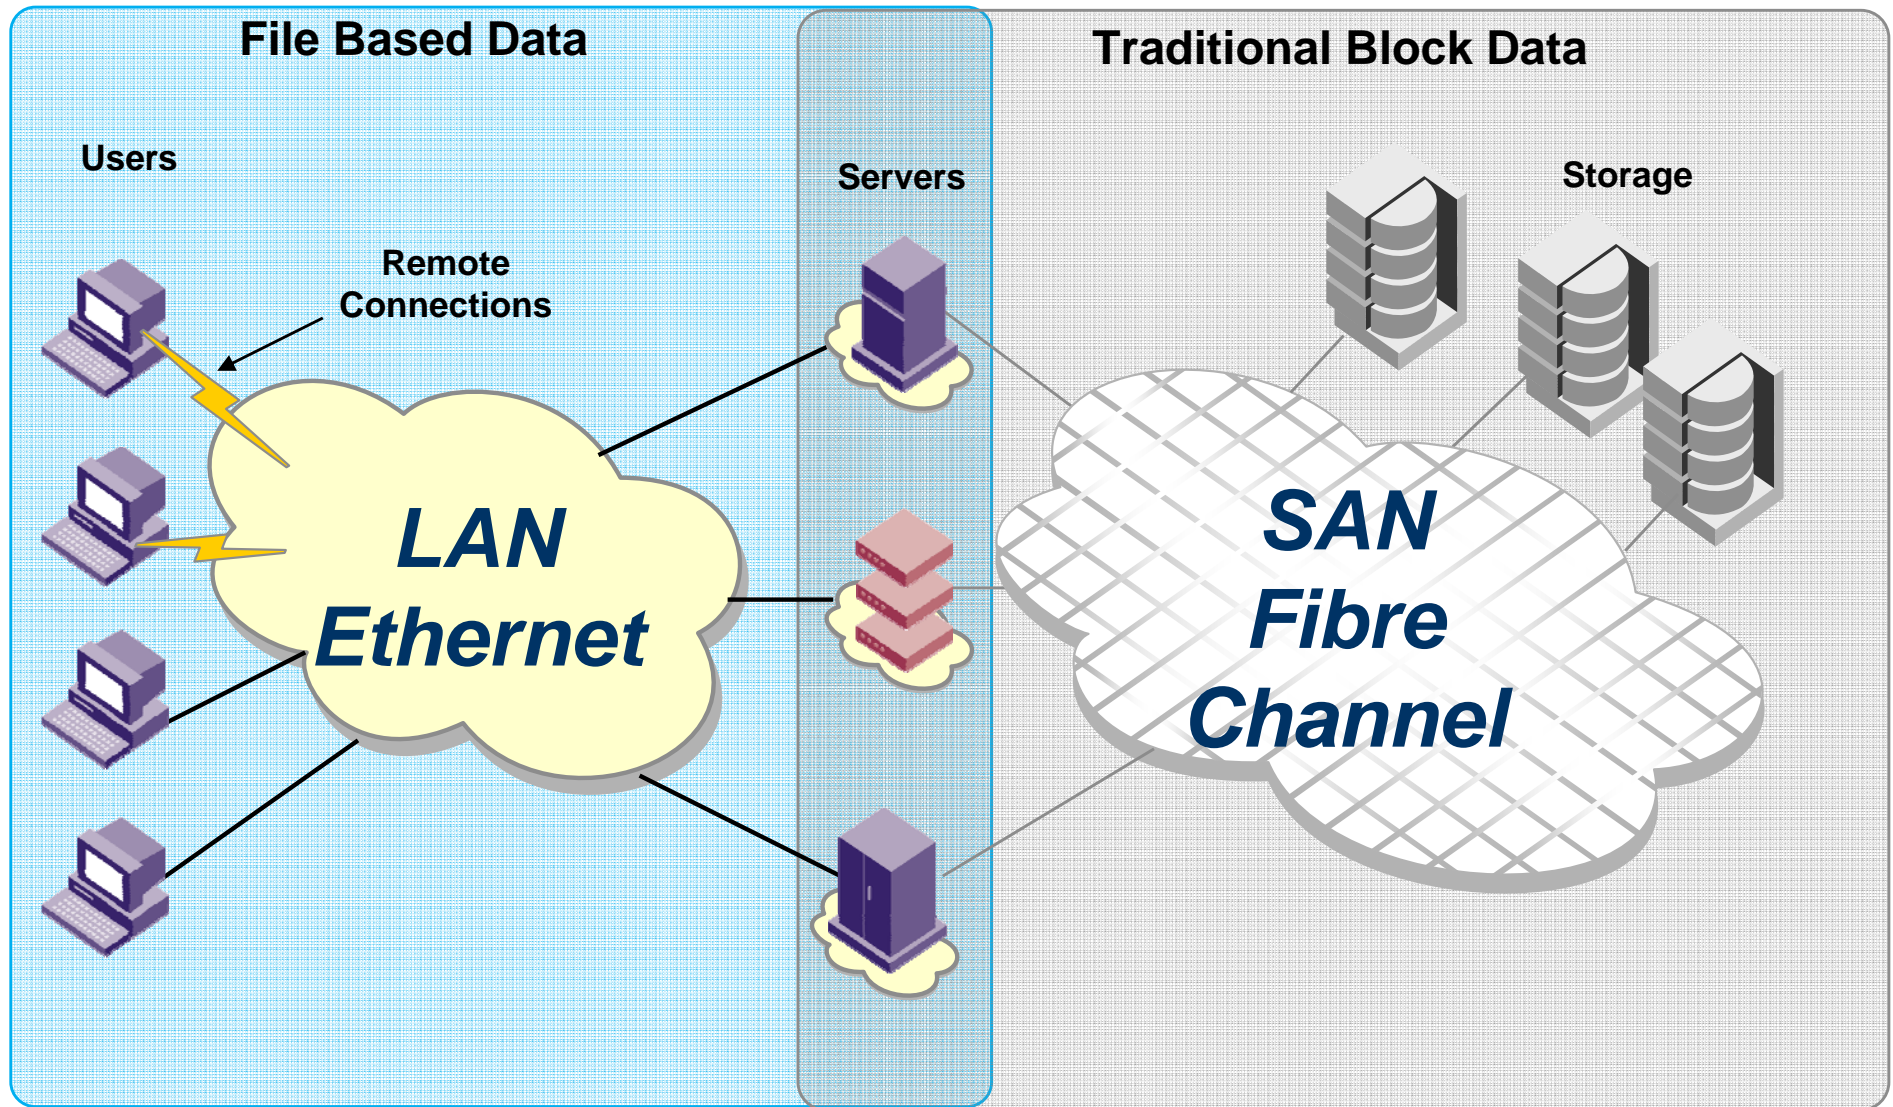 File Based Data
Traditional Block Data
Users
Servers
Storage
Remote
Connections
LAN
Ethernet
SAN
Fibre
Channel